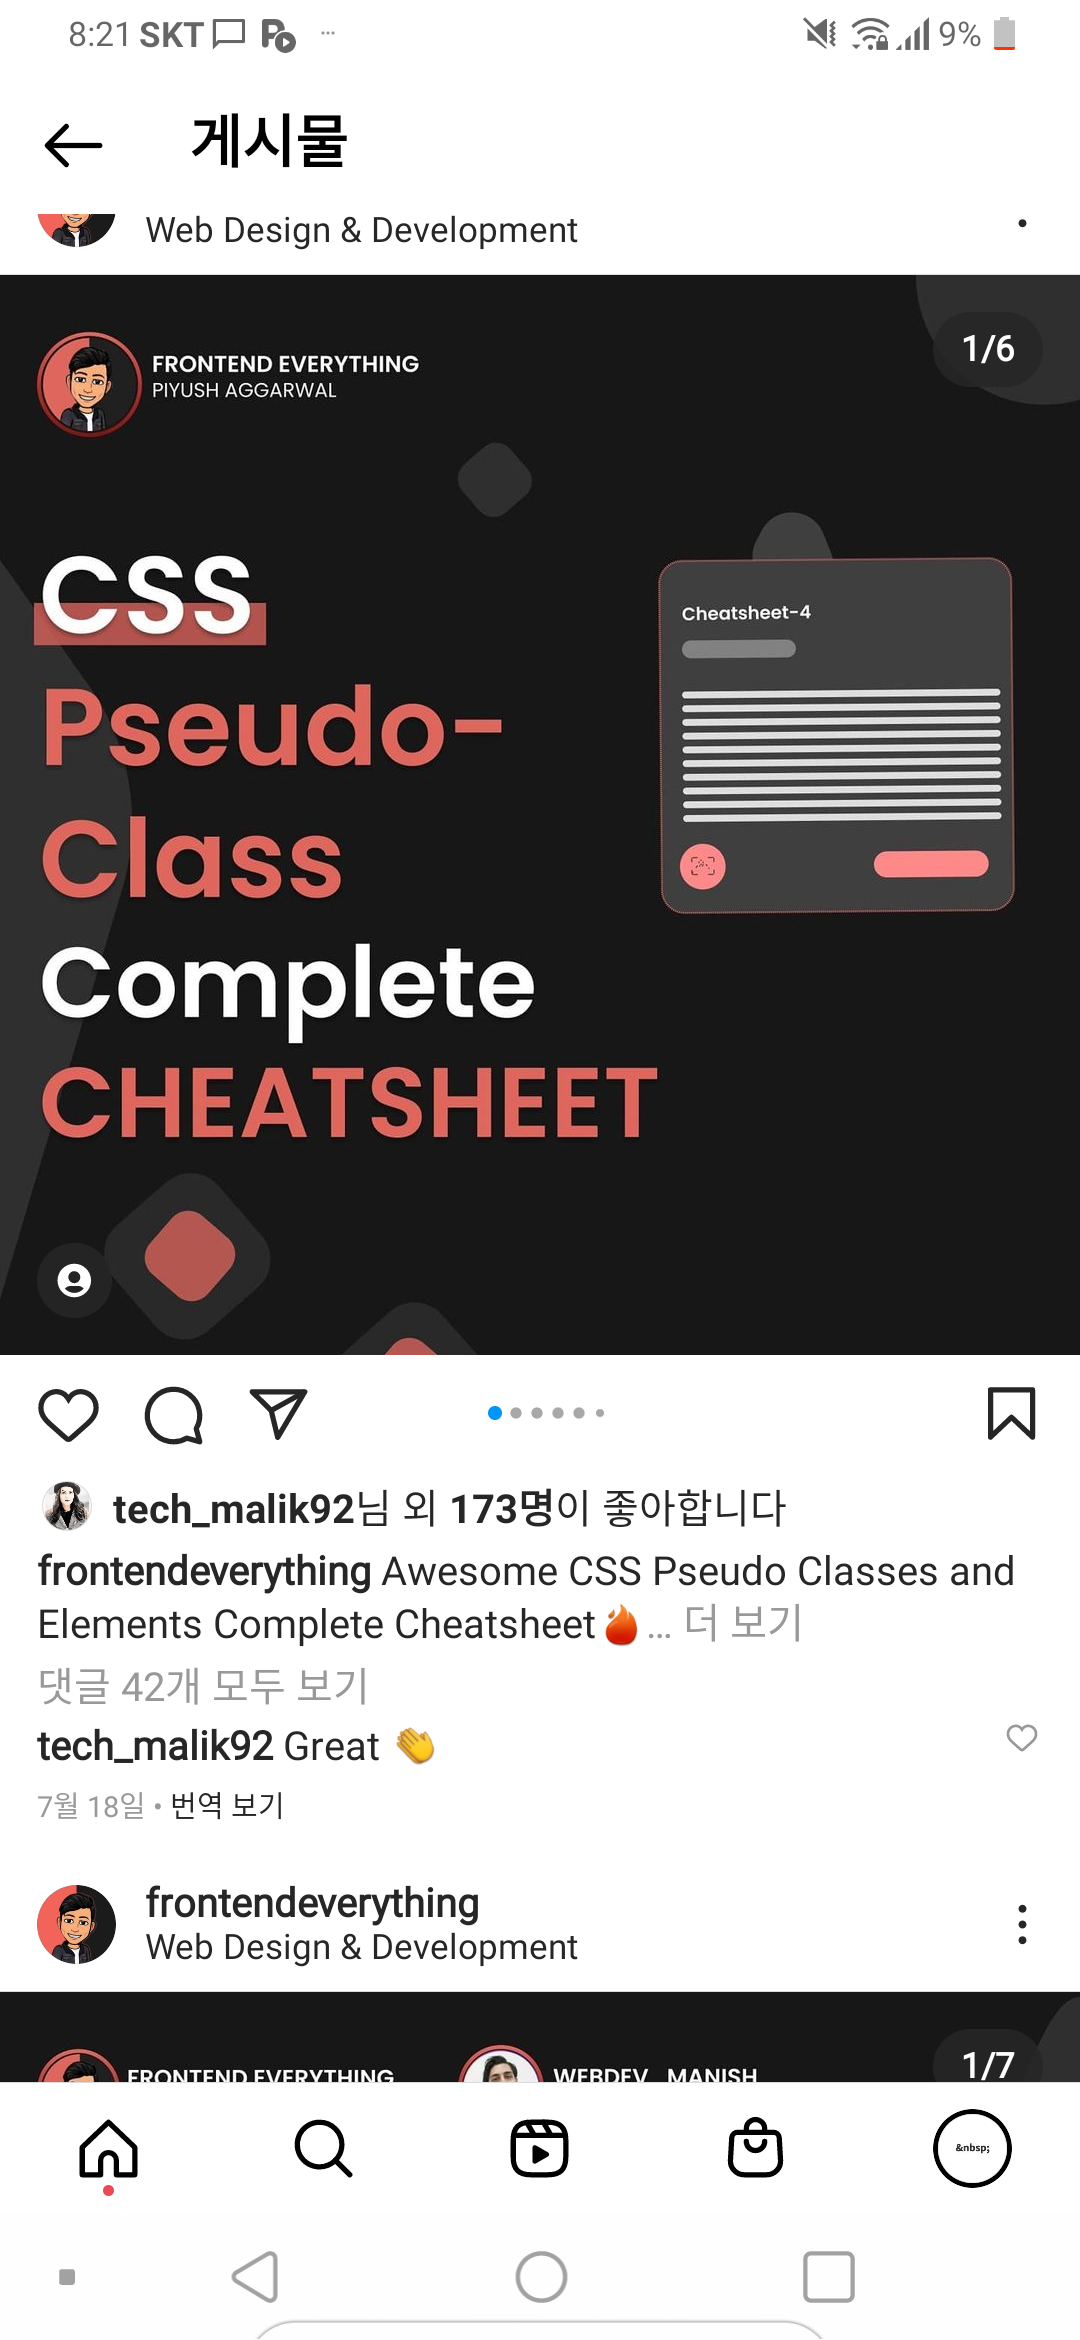 8:21 SKT 9%
게시물
Web Design & Development
1/6
FRONTEND EVERYTHING
PIYUSH AGGARWAL
CSS
Pseudo-
Class
Complete
CHEATSHEET
Cheatsheet-4
tech_malik92님 외 173명이 좋아합니다
frontendeverything Awesome CSS Pseudo Classes and
Elements Complete Cheatsheet🔥... 더 보기
댓글 42개 모두 보기
tech_malik92 Great 👏
7월 18일 • 번역 보기
frontendeverything
Web Design & Development
FRONTEND EVERYTHING WEBDEV_MANISH 1/7
&nbsp;